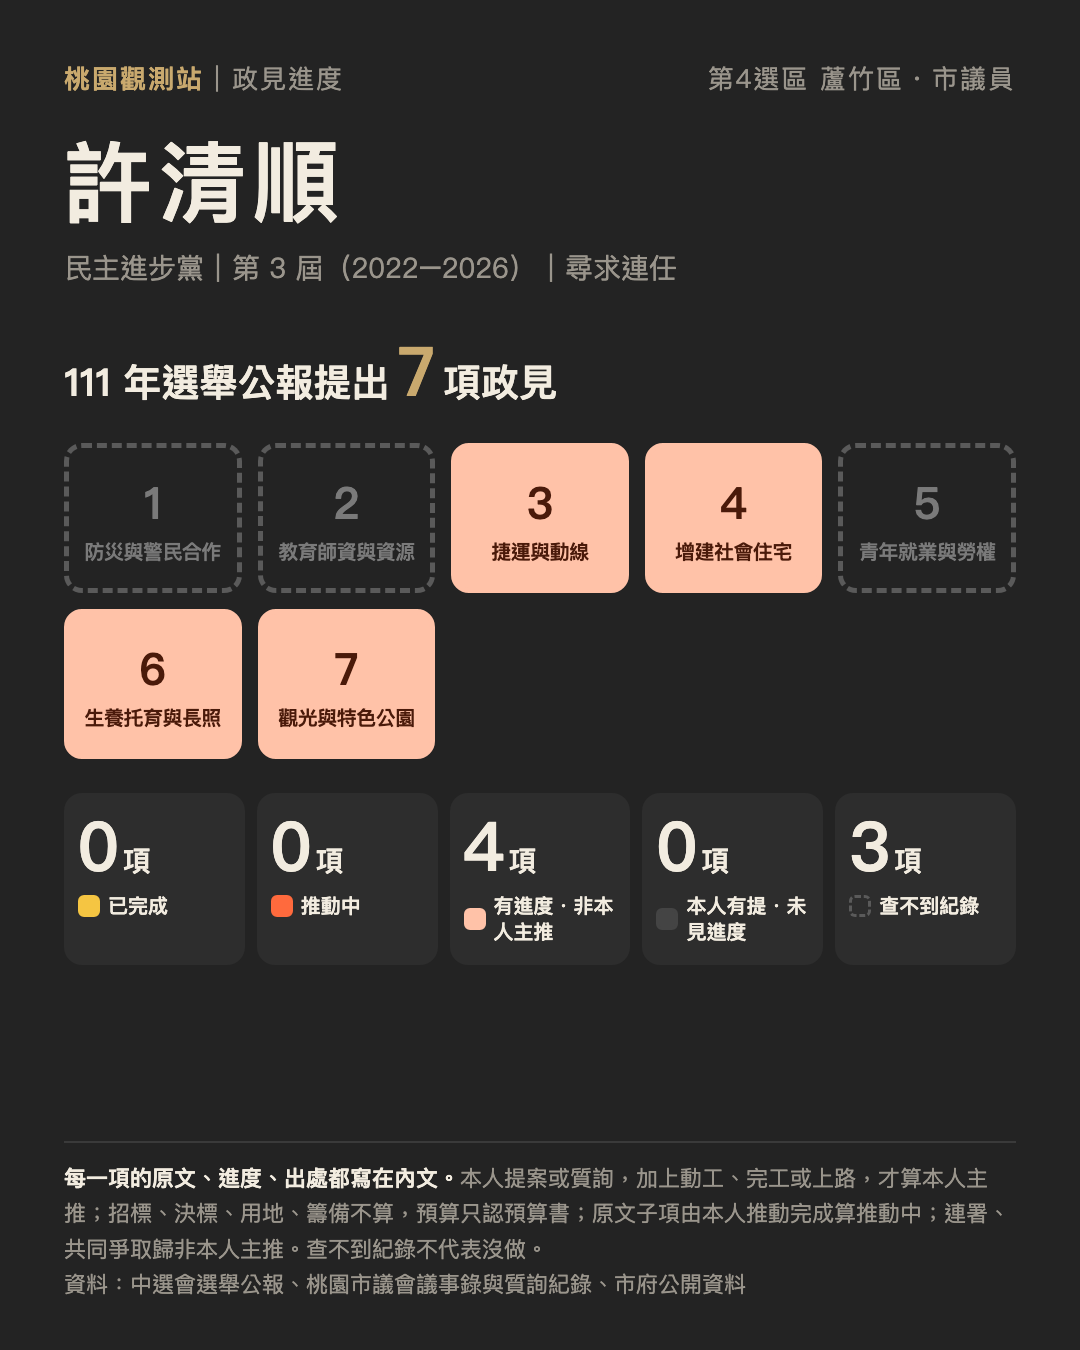 桃園觀測站｜政見進度
第4選區 蘆竹區・市議員
許清順
民主進步黨｜第 3 屆（2022–2026）｜尋求連任
111 年選舉公報提出 7 項政見
1
防災與警民合作
2
教育師資與資源
3
捷運與動線
4
增建社會住宅
5
青年就業與勞權
6
生養托育與長照
7
觀光與特色公園
0項
已完成
0項
推動中
4項
有進度・非本
人主推
0項
本人有提・未
見進度
3項
查不到紀錄
每一項的原文、進度、出處都寫在內文。本人提案或質詢，加上動工、完工或上路，才算本人主
推；招標、決標、用地、籌備不算，預算只認預算書；原文子項由本人推動完成算推動中；連署、
共同爭取歸非本人主推。查不到紀錄不代表沒做。
資料：中選會選舉公報、桃園市議會議事錄與質詢紀錄、市府公開資料